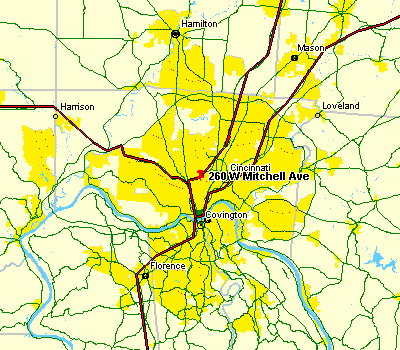 Hamilton
Mason
Harrison
Loveland
Cincinnati
260 W Mitchell Ave
Covington
Florence